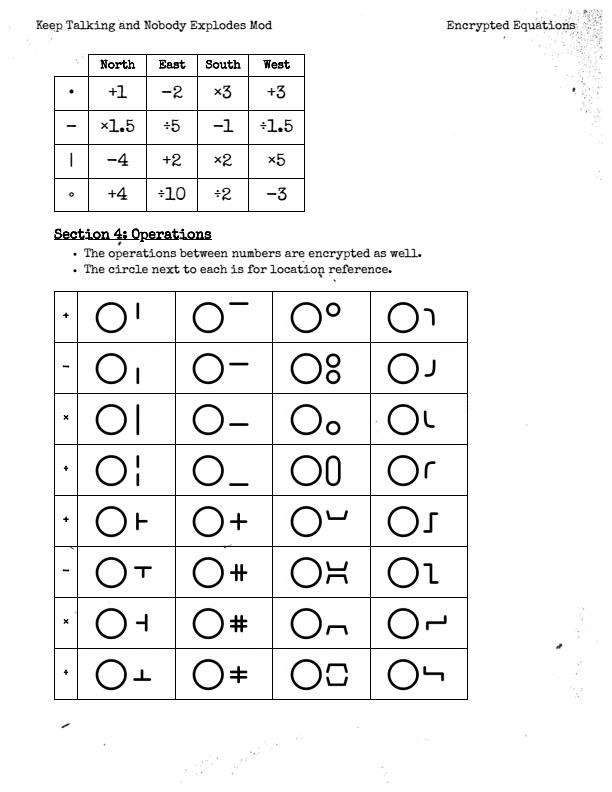 Keep Talking and Nobody Explodes Mod Encrypted Equations
North East South West
• +1 −2 ×3 +3
− ×1.5 ÷5 −1 ÷1.5
| −4 +2 ×2 ×5
∘ +4 ÷10 ÷2 −3
Section 4: Operations
• The operations between numbers are encrypted as well.
• The circle next to each is for location reference.
+
−
×
÷
+
−
×
÷